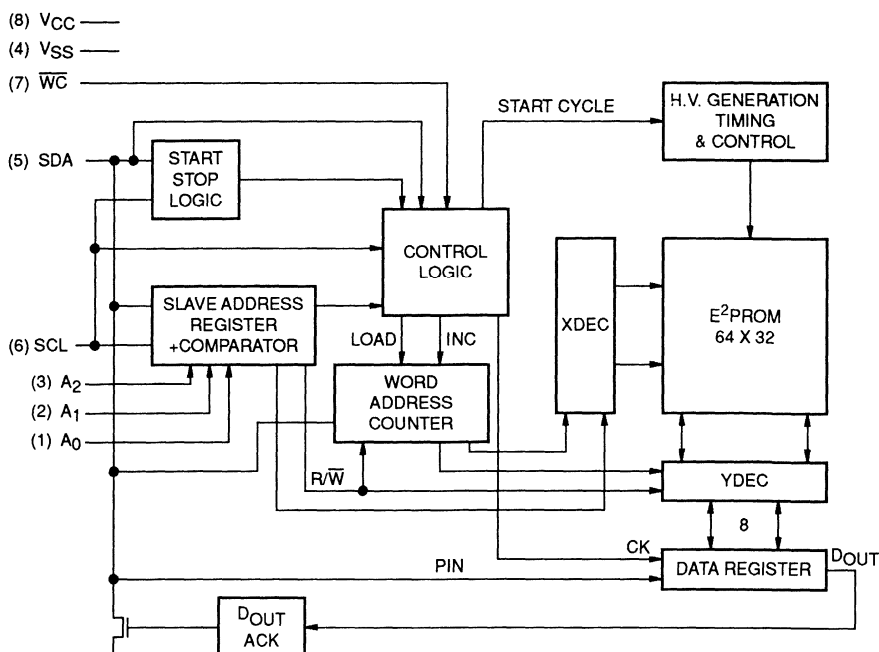 (8) VCC
(4) VSS
(7) W̅C̅
(5) SDA
START
STOP
LOGIC
START CYCLE
H.V. GENERATION
TIMING
& CONTROL
CONTROL
LOGIC
SLAVE ADDRESS
REGISTER
+COMPARATOR
(6) SCL
(3) A2
(2) A1
(1) A0
LOAD
INC
WORD
ADDRESS
COUNTER
XDEC
E²PROM
64 X 32
R/W̅
YDEC
8
CK
PIN
DATA REGISTER
DOUT
DOUT
ACK